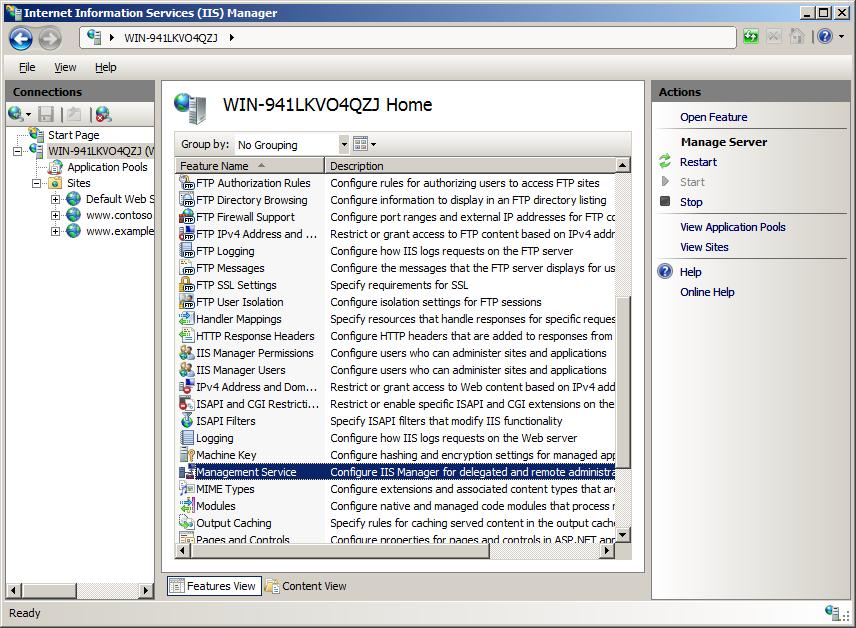 Internet Information Services (IIS) Manager
WIN-941LKVO4QZJ
File View Help
Connections
Start Page
WIN-941LKVO4QZJ (W
Application Pools
Sites
Default Web S
www.contoso
www.example
WIN-941LKVO4QZJ Home
Group by: No Grouping
Feature Name Description
FTP Authorization Rules Configure rules for authorizing users to access FTP sites
FTP Directory Browsing Configure information to display in an FTP directory listing
FTP Firewall Support Configure port ranges and external IP addresses for FTP cc
FTP IPv4 Address and ... Restrict or grant access to FTP content based on IPv4 addr
FTP Logging Configure how IIS logs requests on the FTP server
FTP Messages Configure the messages that the FTP server displays for us
FTP SSL Settings Specify requirements for SSL
FTP User Isolation Configure isolation settings for FTP sessions
Handler Mappings Specify resources that handle responses for specific reques
HTTP Response Headers Configure HTTP headers that are added to responses from
IIS Manager Permissions Configure users who can administer sites and applications
IIS Manager Users Configure users who can administer sites and applications
IPv4 Address and Dom... Restrict or grant access to Web content based on IPv4 add
ISAPI and CGI Restricti... Restrict or enable specific ISAPI and CGI extensions on the
ISAPI Filters Specify ISAPI filters that modify IIS functionality
Logging Configure how IIS logs requests on the Web server
Machine Key Configure hashing and encryption settings for managed app
Management Service Configure IIS Manager for delegated and remote administra
MIME Types Configure extensions and associated content types that are
Modules Configure native and managed code modules that process r
Output Caching Specify rules for caching served content in the output cach
Pages and Controls Configure properties for pages and controls in ASP.NET app
Features View Content View
Actions
Open Feature
Manage Server
Restart
Start
Stop
View Application Pools
View Sites
Help
Online Help
Ready